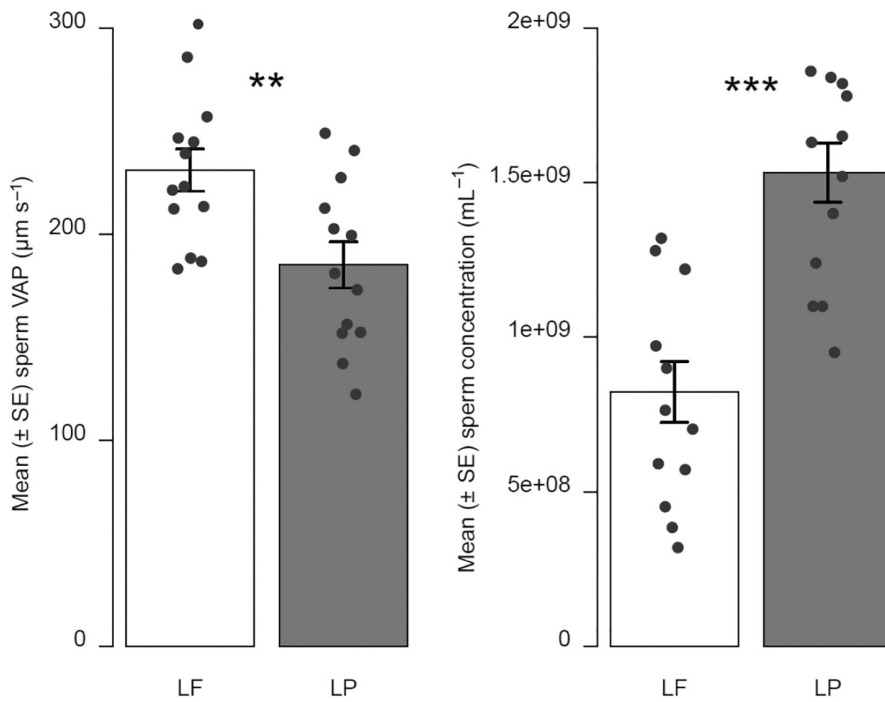 Mean (± SE) sperm VAP (µm s⁻¹)
300
200
100
0
**
LF
LP
Mean (± SE) sperm concentration (mL⁻¹)
2e+09
1.5e+09
1e+09
5e+08
0
***
LF
LP